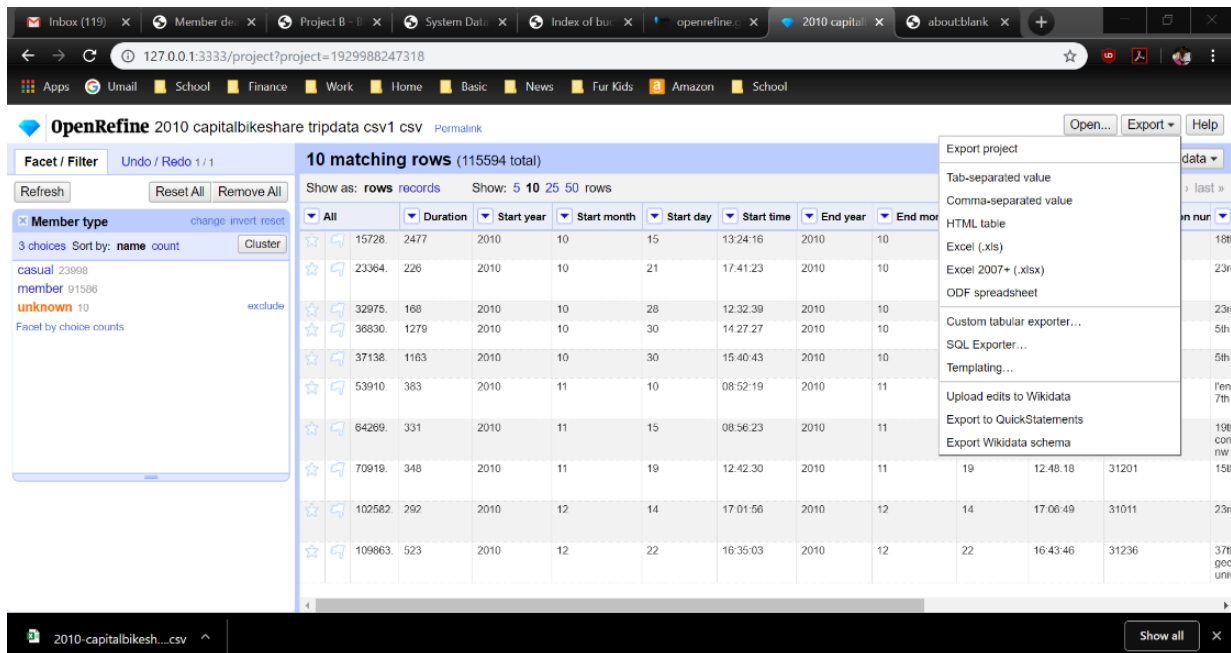 Inbox (119) × Member de × Project B - B × System Data × Index of buc × openrefine.g × 2010 capital × about:blank × +
127.0.0.1:3333/project?project=1929988247318
Apps Umail School Finance Work Home Basic News Fur Kids Amazon School
OpenRefine 2010 capitalbikeshare tripdata csv1 csv Permalink Open... Export Help
Facet / Filter Undo / Redo 1 / 1 10 matching rows (115594 total) data
Refresh Reset All Remove All Show as: rows records Show: 5 10 25 50 rows › last »
× Member type change invert reset
3 choices Sort by: name count Cluster
casual 23998
member 91586
unknown 10 exclude
Facet by choice counts
All Duration Start year Start month Start day Start time End year End mon on nur
15728. 2477 2010 10 15 13:24:16 2010 10 18th
23364. 226 2010 10 21 17:41:23 2010 10 23r
32975. 168 2010 10 28 12:32:39 2010 10 23r
36830. 1279 2010 10 30 14:27:27 2010 10 5th
37138. 1163 2010 10 30 15:40:43 2010 10 5th
53910. 383 2010 11 10 08:52:19 2010 11 l'en
7th
64269. 331 2010 11 15 08:56:23 2010 11 19th
con
nw
70919. 348 2010 11 19 12:42:30 2010 11 19 12:48:18 31201 15th
102582. 292 2010 12 14 17:01:56 2010 12 14 17:06:49 31011 23r
109863. 523 2010 12 22 16:35:03 2010 12 22 16:43:46 31236 37th
geo
uni
Export project
Tab-separated value
Comma-separated value
HTML table
Excel (.xls)
Excel 2007+ (.xlsx)
ODF spreadsheet
Custom tabular exporter...
SQL Exporter...
Templating...
Upload edits to Wikidata
Export to QuickStatements
Export Wikidata schema
2010-capitalbikesh....csv Show all ×